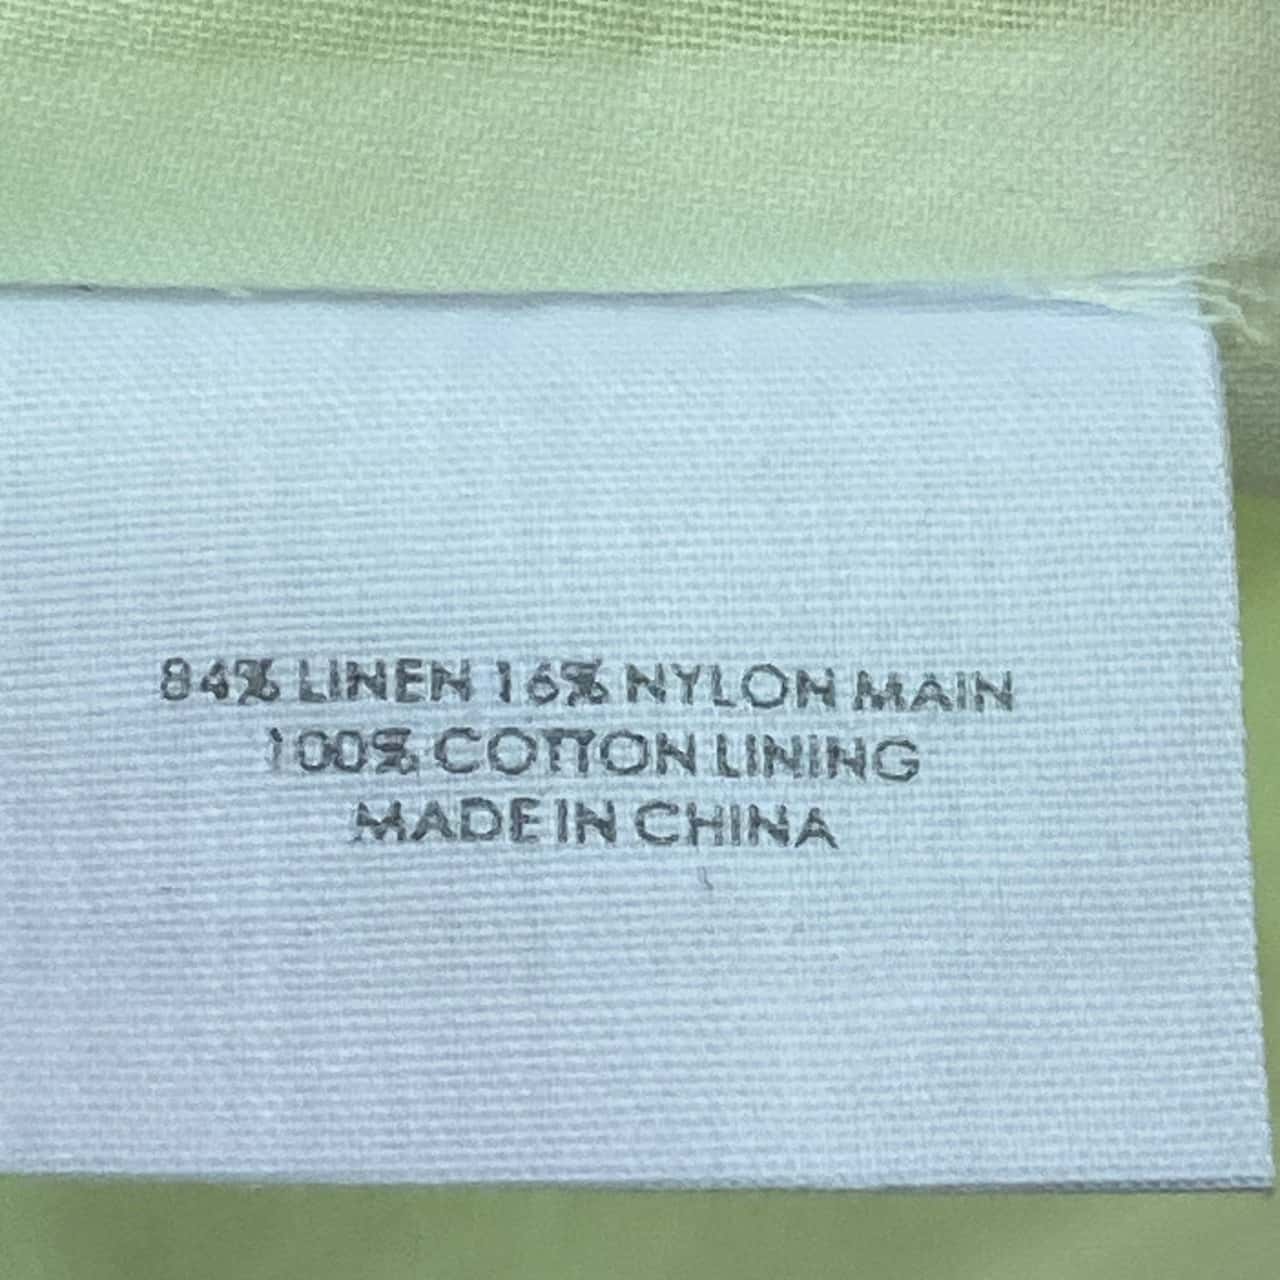 84% LINEN 16% NYLON MAIN
100% COTTON LINING
MADE IN CHINA